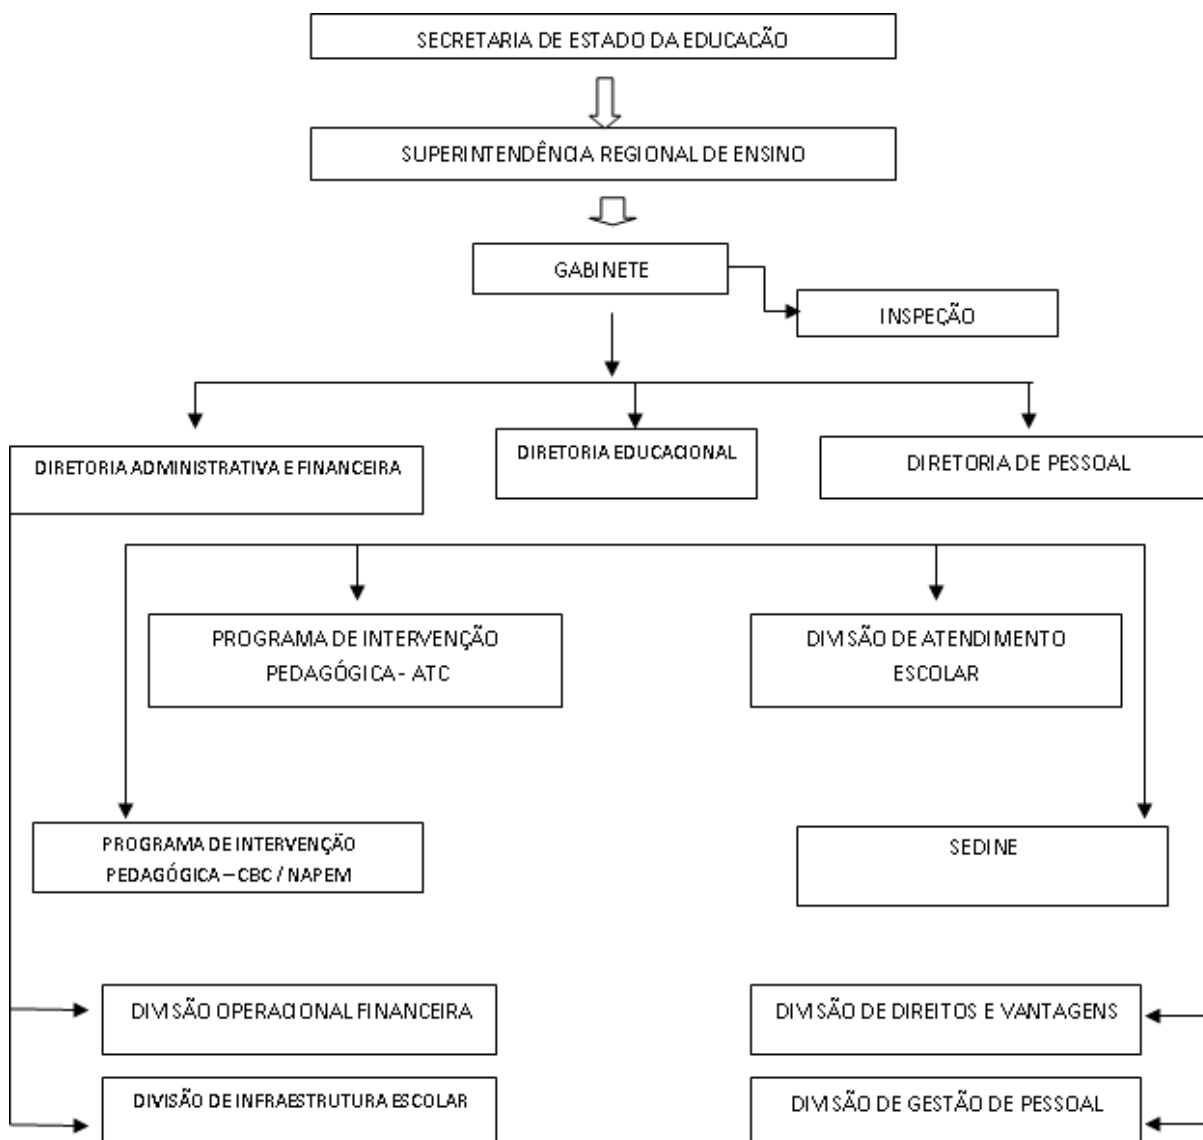 SECRETARIA DE ESTADO DA EDUCAÇÃO
SUPERINTENDÊNCIA REGIONAL DE ENSINO
GABINETE
INSPEÇÃO
DIRETORIA ADMINISTRATIVA E FINANCEIRA
DIRETORIA EDUCACIONAL
DIRETORIA DE PESSOAL
PROGRAMA DE INTERVENÇÃO
PEDAGÓGICA - ATC
DIVISÃO DE ATENDIMENTO
ESCOLAR
PROGRAMA DE INTERVENÇÃO
PEDAGÓGICA – CBC / NAPEM
SEDINE
DIVISÃO OPERACIONAL FINANCEIRA
DIVISÃO DE DIREITOS E VANTAGENS
DIVISÃO DE INFRAESTRUTURA ESCOLAR
DIVISÃO DE GESTÃO DE PESSOAL